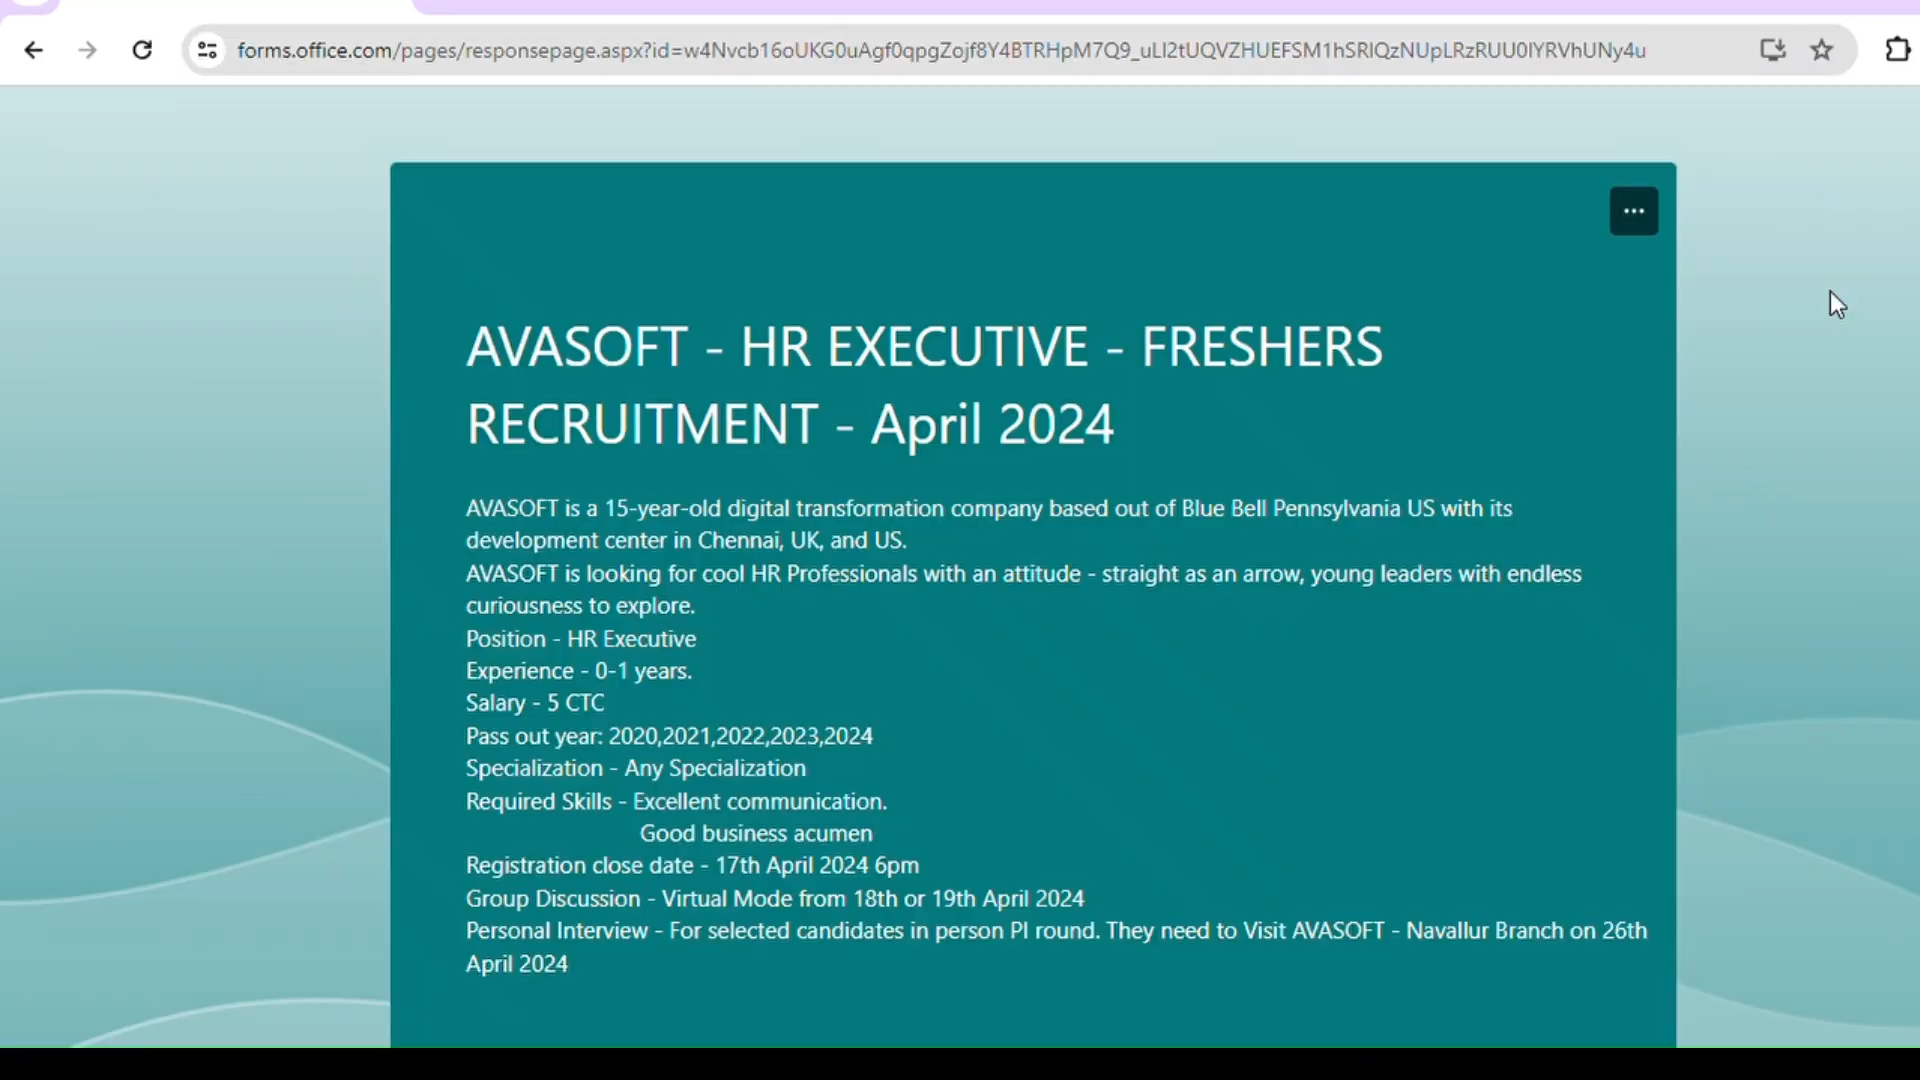 forms.office.com/pages/responsepage.aspx?id=w4Nvcb16oUKG0uAgf0qpgZojf8Y4BTRHpM7Q9_uLI2tUQVZHUEFSM1hSRlQzNUpLRzRUU0lYRVhUNy4u
AVASOFT - HR EXECUTIVE - FRESHERS
RECRUITMENT - April 2024
AVASOFT is a 15-year-old digital transformation company based out of Blue Bell Pennsylvania US with its
development center in Chennai, UK, and US.
AVASOFT is looking for cool HR Professionals with an attitude - straight as an arrow, young leaders with endless
curiousness to explore.
Position - HR Executive
Experience - 0-1 years.
Salary - 5 CTC
Pass out year: 2020,2021,2022,2023,2024
Specialization - Any Specialization
Required Skills - Excellent communication.
Good business acumen
Registration close date - 17th April 2024 6pm
Group Discussion - Virtual Mode from 18th or 19th April 2024
Personal Interview - For selected candidates in person PI round. They need to Visit AVASOFT - Navallur Branch on 26th
April 2024